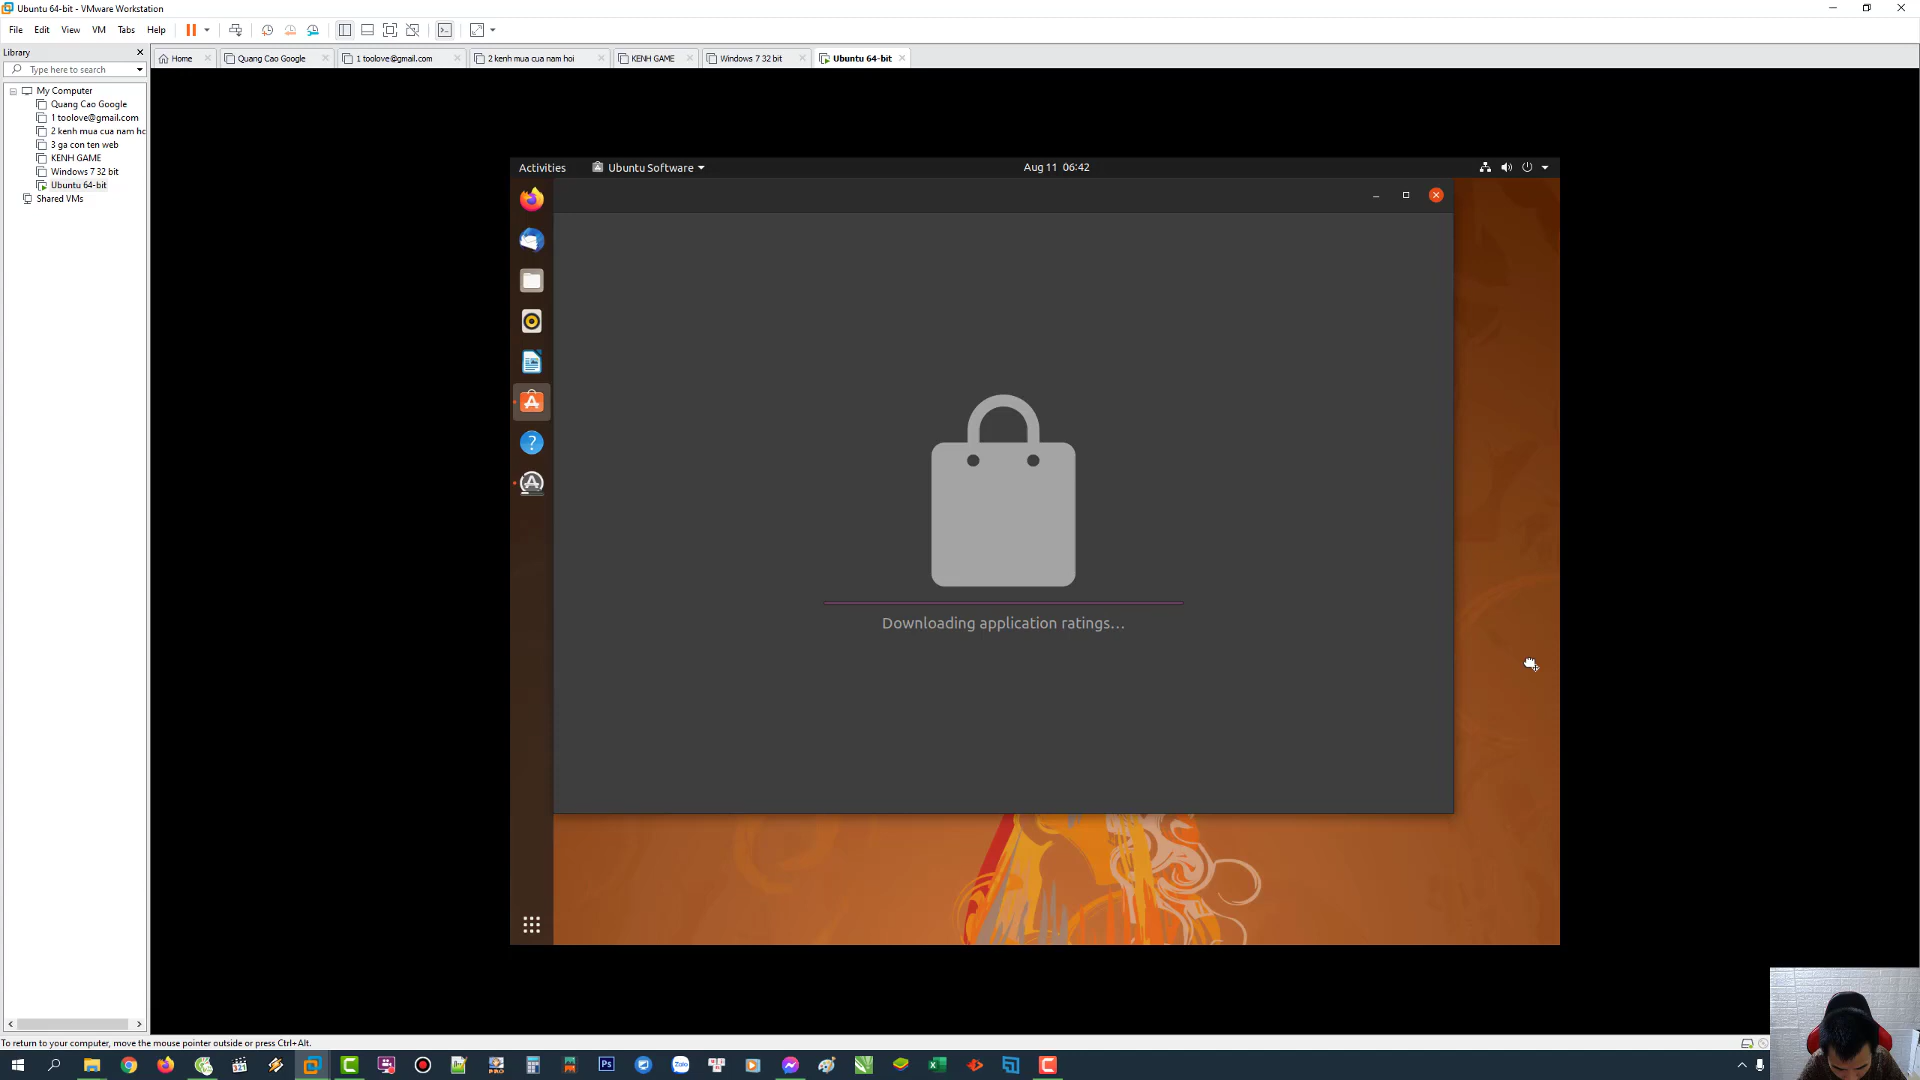 Ubuntu 64-bit - VMware Workstation
File Edit View VM Tabs Help
Library
Type here to search
Home
Quang Cao Google
1 toolove@gmail.com
2 kenh mua cua nam hoi
KENH GAME
Windows 7 32 bit
Ubuntu 64-bit
My Computer
Quang Cao Google
1 toolove@gmail.com
2 kenh mua cua nam ho
3 ga con ten web
KENH GAME
Windows 7 32 bit
Ubuntu 64-bit
Shared VMs
Activities
Ubuntu Software
Aug 11 06:42
Downloading application ratings…
To return to your computer, move the mouse pointer outside or press Ctrl+Alt.